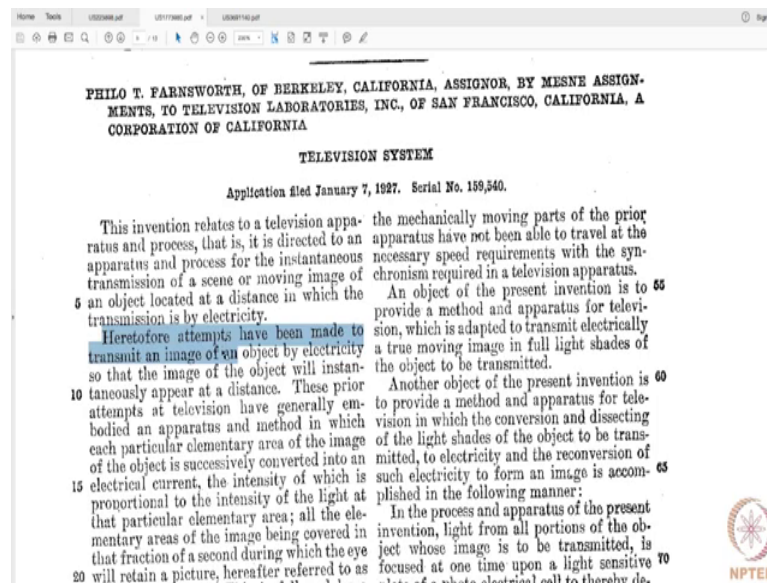 Home Tools US223898.pdf US1773980.pdf x US3691140.pdf
PHILO T. FARNSWORTH, OF BERKELEY, CALIFORNIA, ASSIGNOR, BY MESNE ASSIGN-
MENTS, TO TELEVISION LABORATORIES, INC., OF SAN FRANCISCO, CALIFORNIA, A
CORPORATION OF CALIFORNIA
TELEVISION SYSTEM
Application filed January 7, 1927. Serial No. 159,540.
This invention relates to a television appa-
ratus and process, that is, it is directed to an
apparatus and process for the instantaneous
transmission of a scene or moving image of
5 an object located at a distance in which the
transmission is by electricity.
Heretofore attempts have been made to
transmit an image of an object by electricity
so that the image of the object will instan-
10 taneously appear at a distance. These prior
attempts at television have generally em-
bodied an apparatus and method in which
each particular elementary area of the image
of the object is successively converted into an
15 electrical current, the intensity of which is
proportional to the intensity of the light at
that particular elementary area; all the ele-
mentary areas of the image being covered in
that fraction of a second during which the eye
20 will retain a picture, hereafter referred to as
the mechanically moving parts of the prior
apparatus have not been able to travel at the
necessary speed requirements with the syn-
chronism required in a television apparatus.
An object of the present invention is to 55
provide a method and apparatus for televi-
sion, which is adapted to transmit electrically
a true moving image in full light shades of
the object to be transmitted.
Another object of the present invention is 60
to provide a method and apparatus for tele-
vision in which the conversion and dissecting
of the light shades of the object to be trans-
mitted, to electricity and the reconversion of
such electricity to form an image is accom- 65
plished in the following manner:
In the process and apparatus of the present
invention, light from all portions of the ob-
ject whose image is to be transmitted, is
focused at one time upon a light sensitive 70
NPTEL